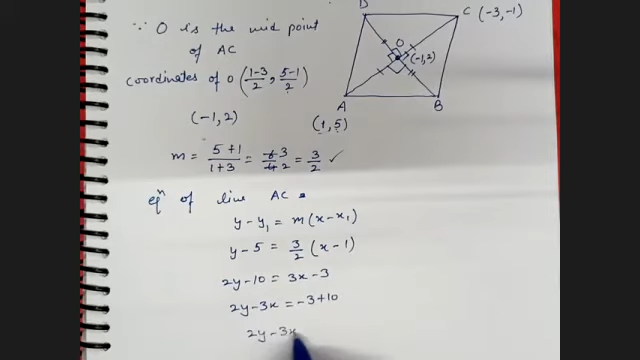 ∵ O is the mid point
of AC
coordinates of O (1-3/2, 5-1/2)
(-1, 2)
m = 5+1/1+3 = 6 3/4 2 = 3/2 ✓
D
C (-3, -1)
O
(-1, 2)
A
B
(1, 5)
eqⁿ of line AC =
y - y₁ = m(x - x₁)
y - 5 = 3/2 (x - 1)
2y - 10 = 3x - 3
2y - 3x = -3 + 10
2y - 3x